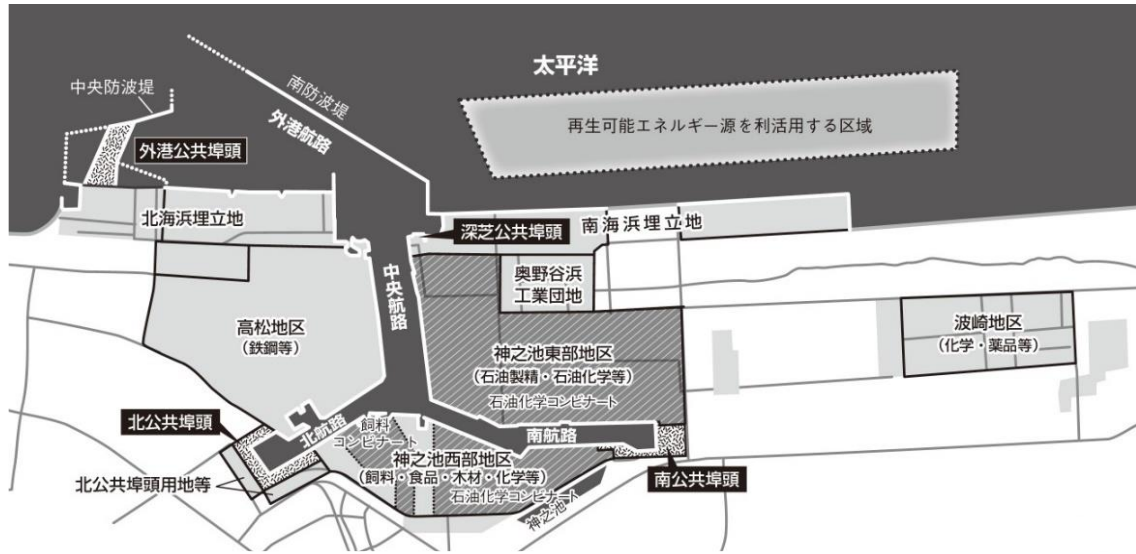 太平洋
中央防波堤
南防波堤
外港航路
再生可能エネルギー源を利活用する区域
外港公共埠頭
北海浜埋立地
深芝公共埠頭
南海浜埋立地
中央航路
奥野谷浜
工業団地
高松地区
(鉄鋼等)
神之池東部地区
(石油製精・石油化学等)
石油化学コンビナート
波崎地区
(化学・薬品等)
北公共埠頭
北航路
飼料
コンビナート
南航路
神之池西部地区
(飼料・食品・木材・化学等)
石油化学コンビナート
南公共埠頭
北公共埠頭用地等
神之池